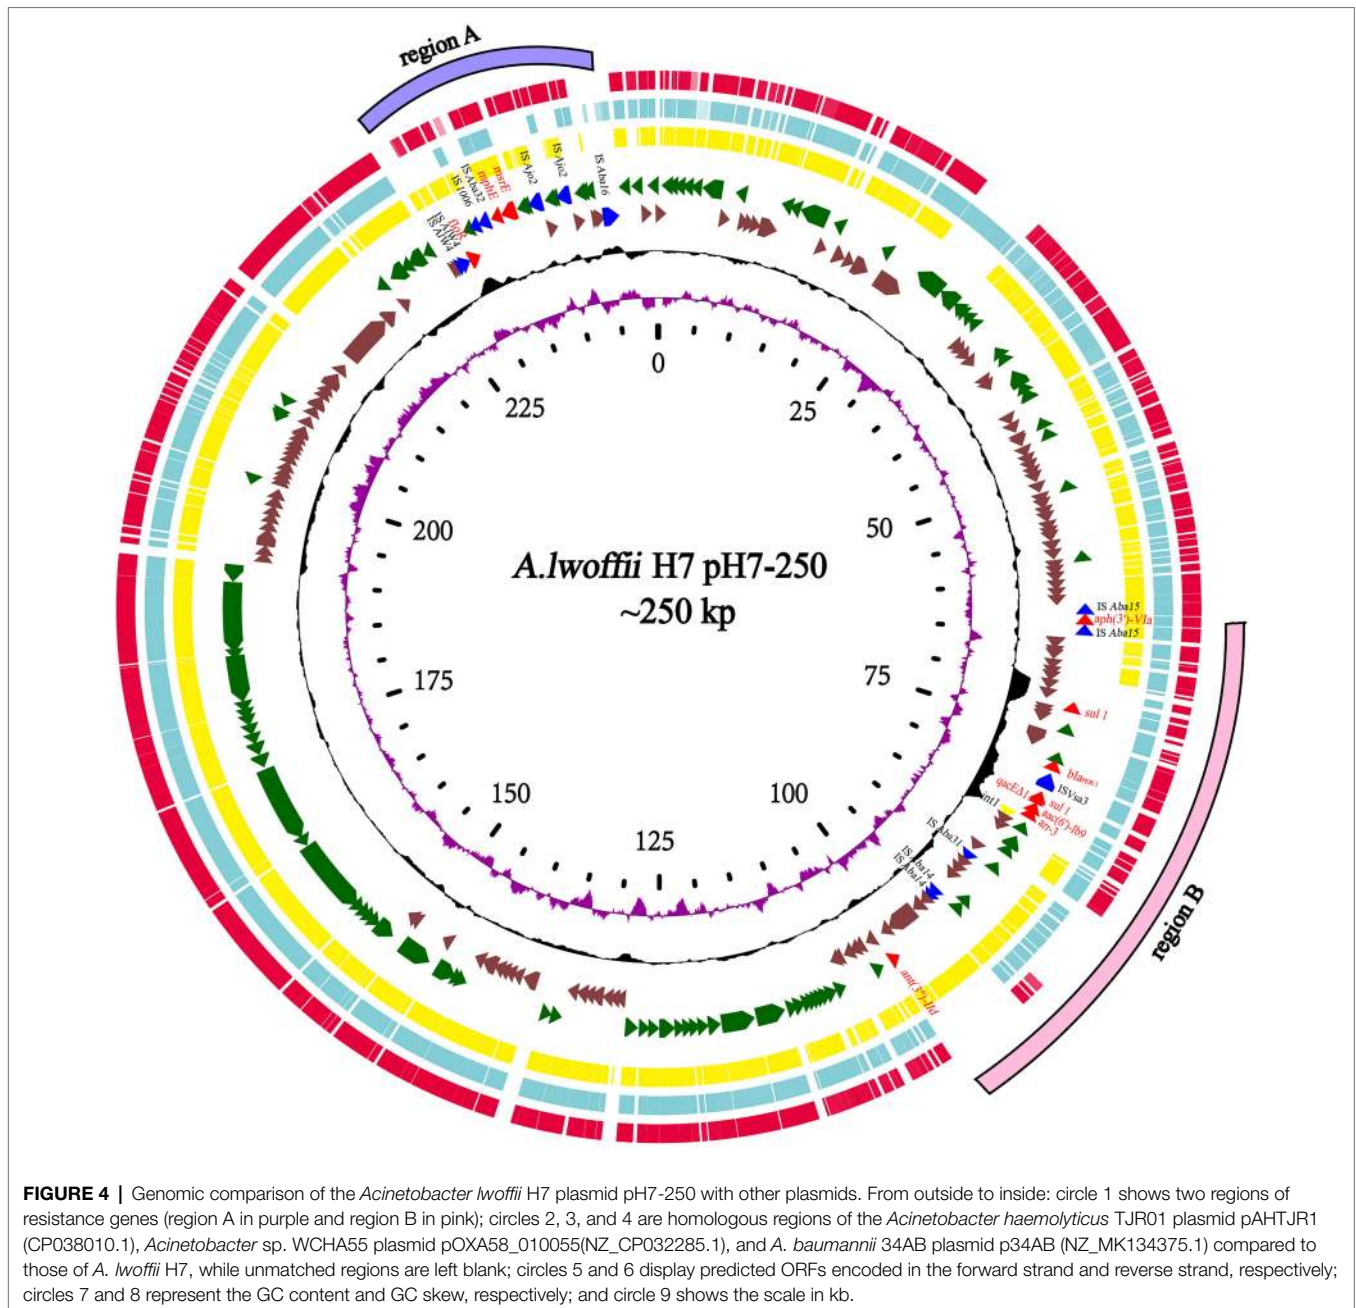 region A
IS Aba16
IS Ajo2
IS Ajo2
msrE
mphE
IS Aba32
IS 1006
IS Alw4
IS Alw4
0
25
50
75
100
125
150
175
200
225
A.lwoffii H7 pH7-250
~250 kp
IS Aba15
aph(3')-VIa
IS Aba15
sul 1
ISVsa3
qacEΔ1
sul 1
aac(6')-Ib9
arr-3
int1
IS Aba31
IS Aba14
IS Aba14
ant(3")-IId
region B
FIGURE 4 | Genomic comparison of the Acinetobacter lwoffii H7 plasmid pH7-250 with other plasmids. From outside to inside: circle 1 shows two regions of
resistance genes (region A in purple and region B in pink); circles 2, 3, and 4 are homologous regions of the Acinetobacter haemolyticus TJR01 plasmid pAHTJR1
(CP038010.1), Acinetobacter sp. WCHA55 plasmid pOXA58_010055(NZ_CP032285.1), and A. baumannii 34AB plasmid p34AB (NZ_MK134375.1) compared to
those of A. lwoffii H7, while unmatched regions are left blank; circles 5 and 6 display predicted ORFs encoded in the forward strand and reverse strand, respectively;
circles 7 and 8 represent the GC content and GC skew, respectively; and circle 9 shows the scale in kb.